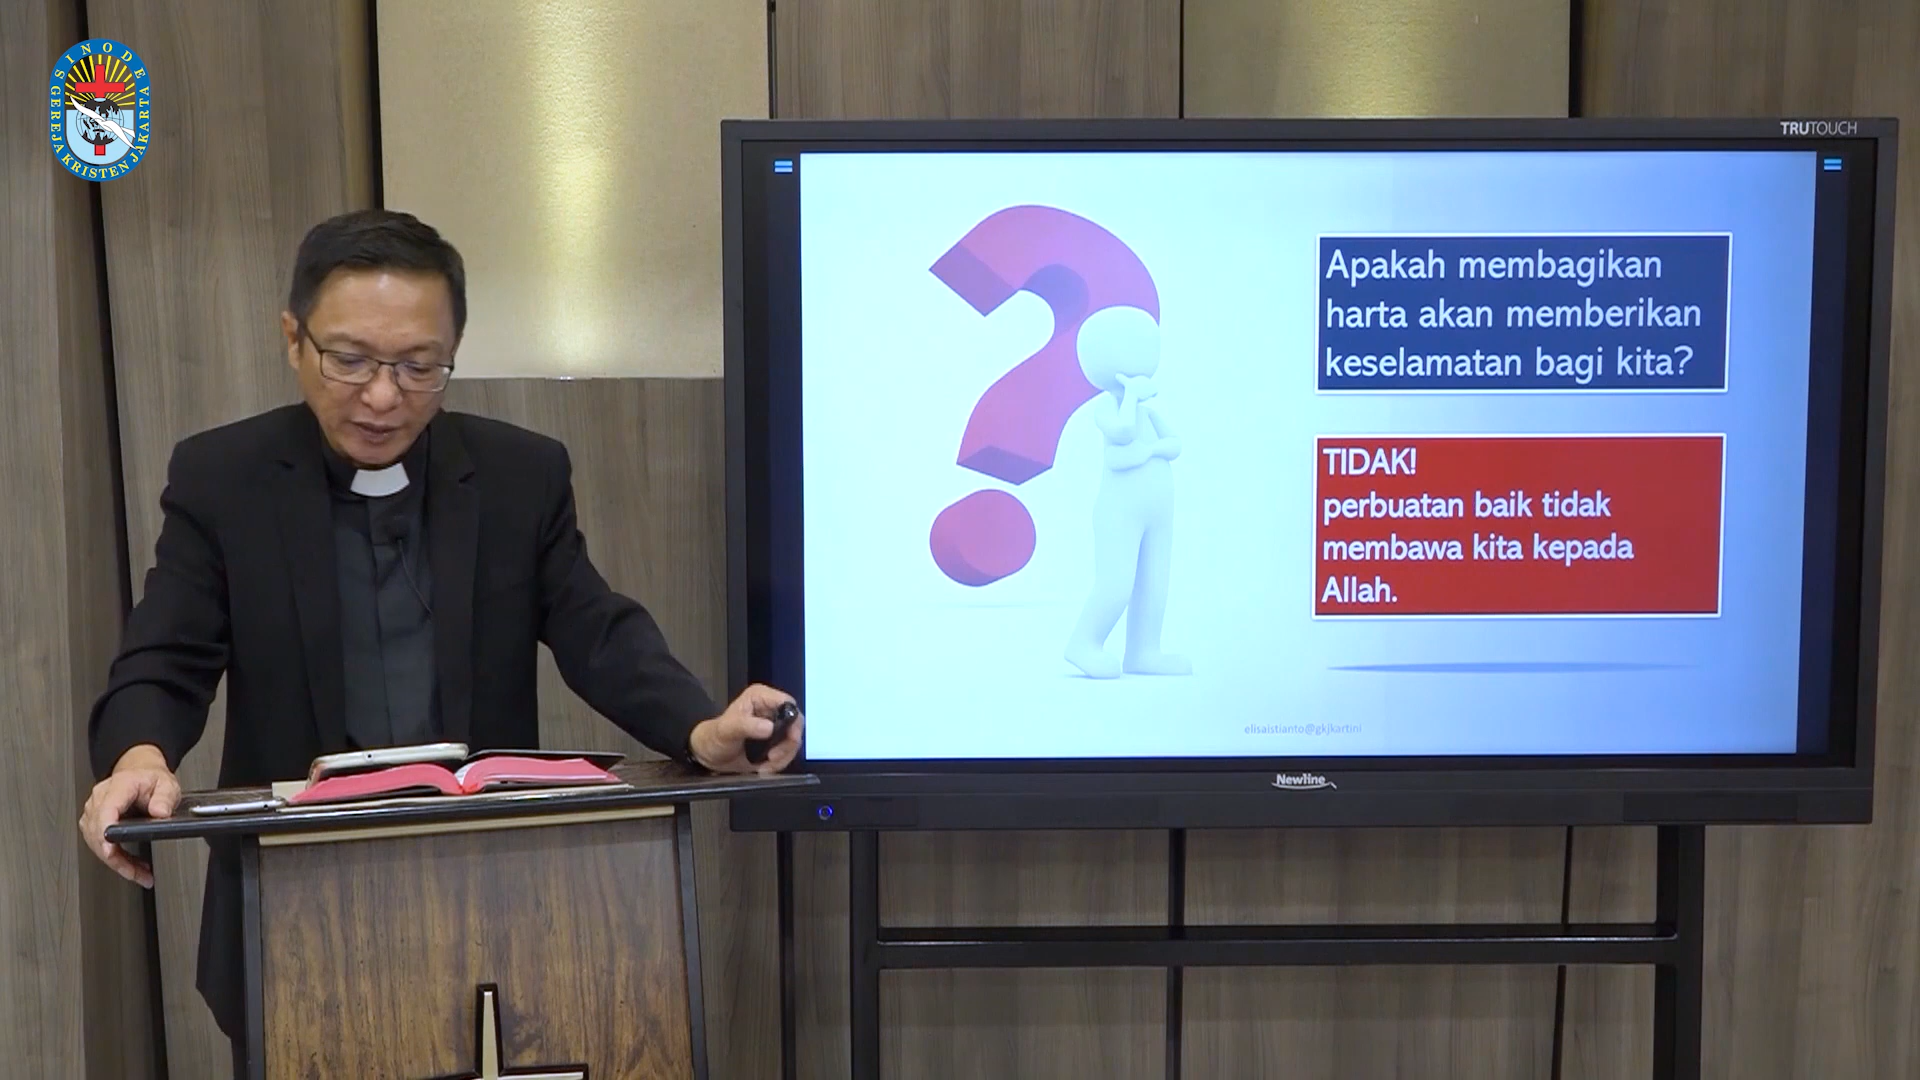 SINODE
GEREJA KRISTEN JAKARTA
TRUTOUCH
Apakah membagikan
harta akan memberikan
keselamatan bagi kita?
TIDAK!
perbuatan baik tidak
membawa kita kepada
Allah.
elisaistianto@gkjkartini
Newline